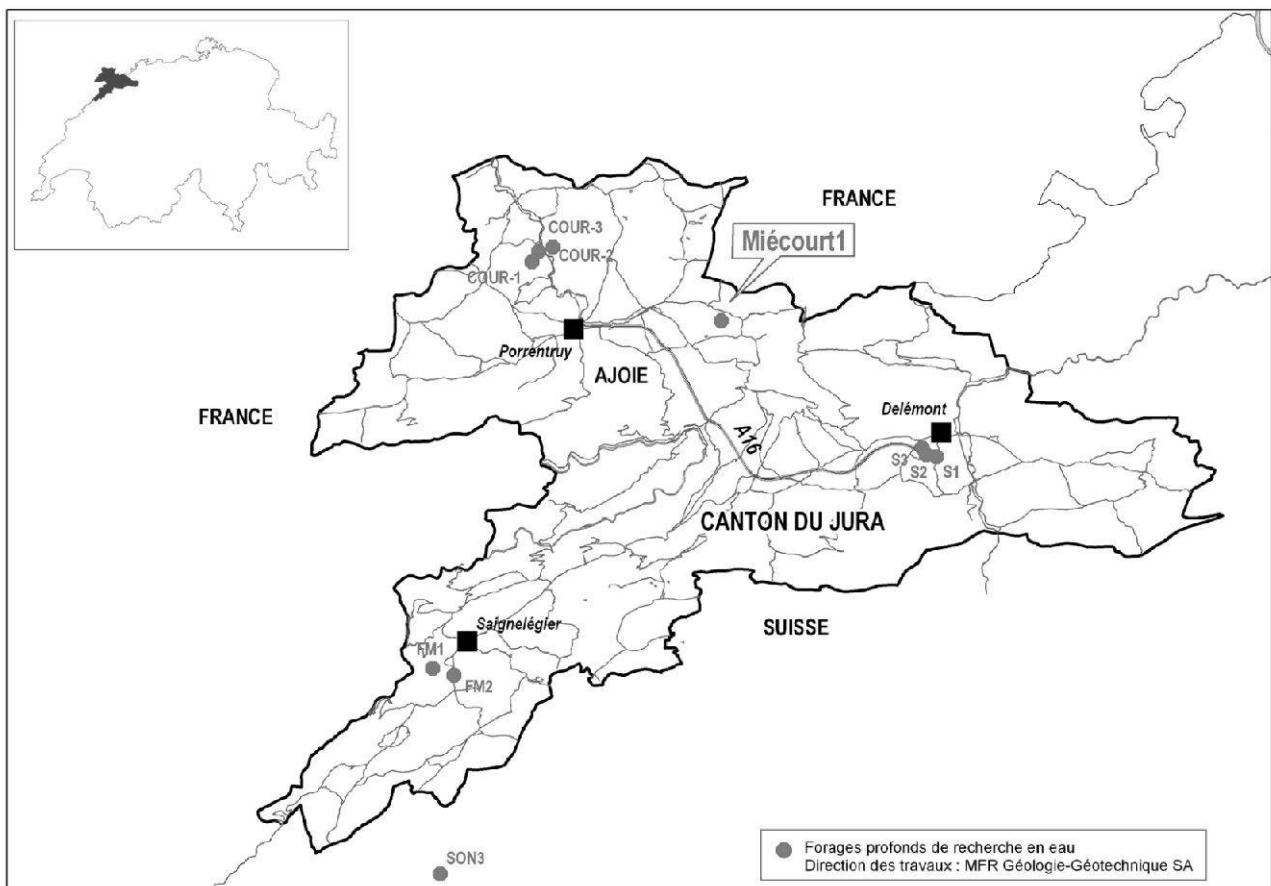 FRANCE
COUR-3
COUR-2
COUR-1
Miécourt1
Porrentruy
AJOIE
FRANCE
A16
Delémont
S3
S2
S1
CANTON DU JURA
SUISSE
Saignelégier
FM1
FM2
SON3
Forages profonds de recherche en eau
Direction des travaux : MFR Géologie-Géotechnique SA